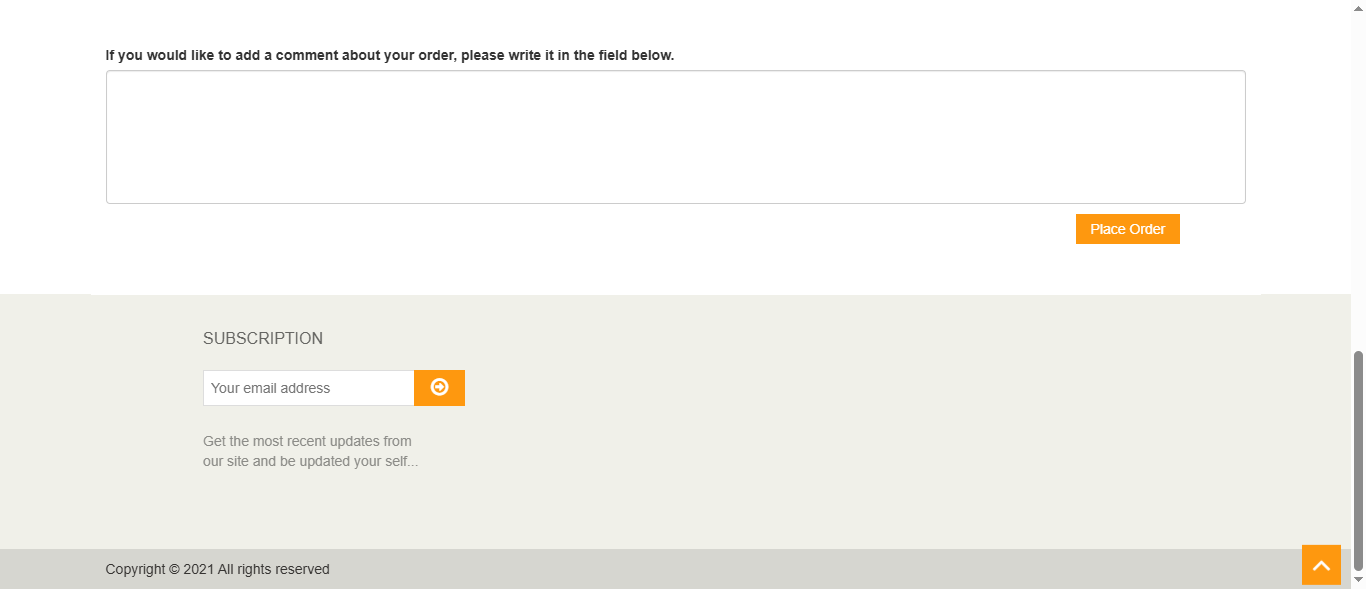 If you would like to add a comment about your order, please write it in the field below.
Place Order
SUBSCRIPTION
Your email address
Get the most recent updates from
our site and be updated your self...
Copyright © 2021 All rights reserved